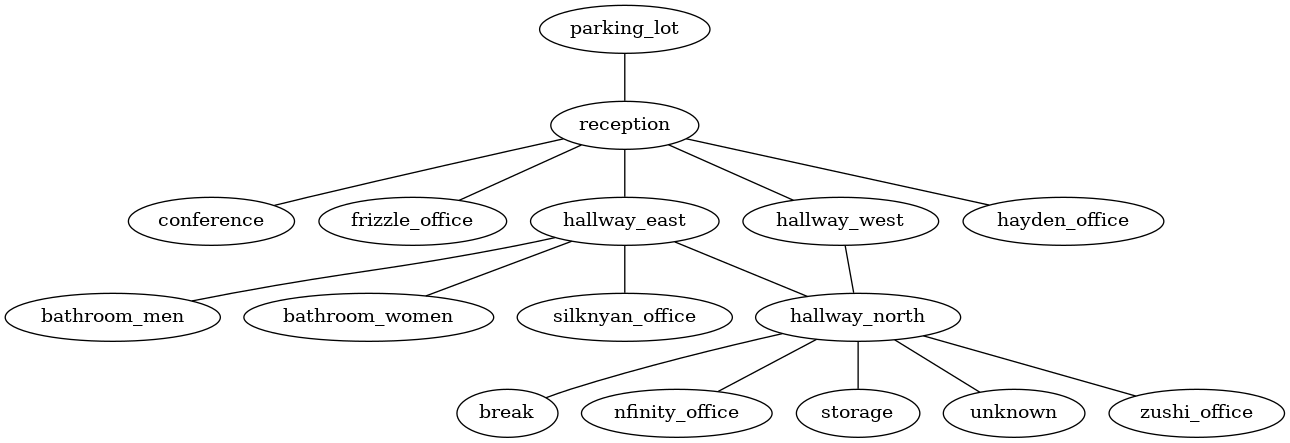 parking_lot
reception
conference
frizzle_office
hallway_east
hallway_west
hayden_office
bathroom_men
bathroom_women
silknyan_office
hallway_north
break
nfinity_office
storage
unknown
zushi_office